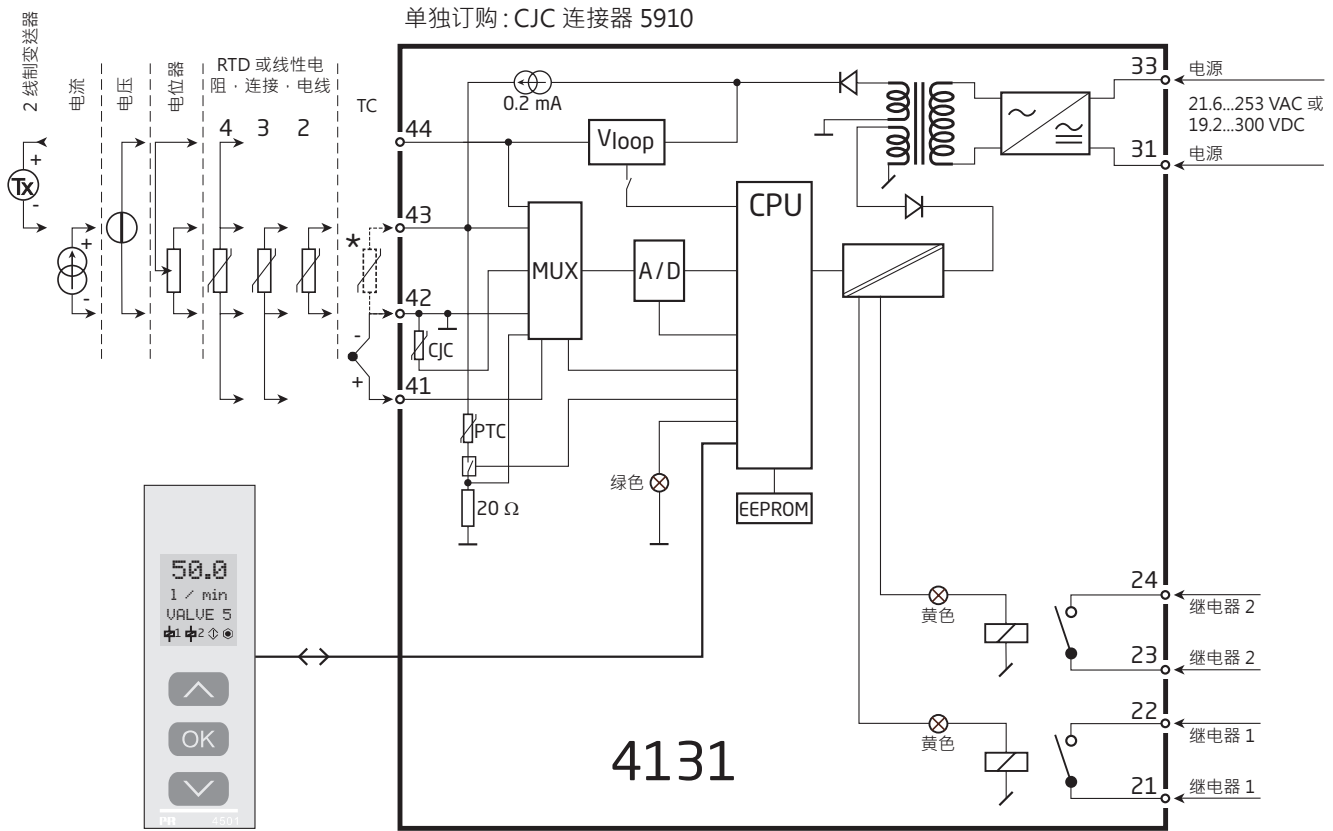 单独订购: CJC 连接器 5910
2 线制变送器
电流
电压
电位器
RTD 或线性电
阻 · 连接 · 电线
TC
4 3 2
+
Tx
-
+
-
*
-
+
44
43
42
41
0.2 mA
Vloop
MUX
A/D
CPU
EEPROM
CJC
PTC
20 Ω
绿色
33
电源
21.6...253 VAC 或
19.2...300 VDC
31
电源
50.0
l / min
VALVE 5
1 2
OK
PR 4501
4131
黄色
24
继电器 2
23
继电器 2
黄色
22
继电器 1
21
继电器 1